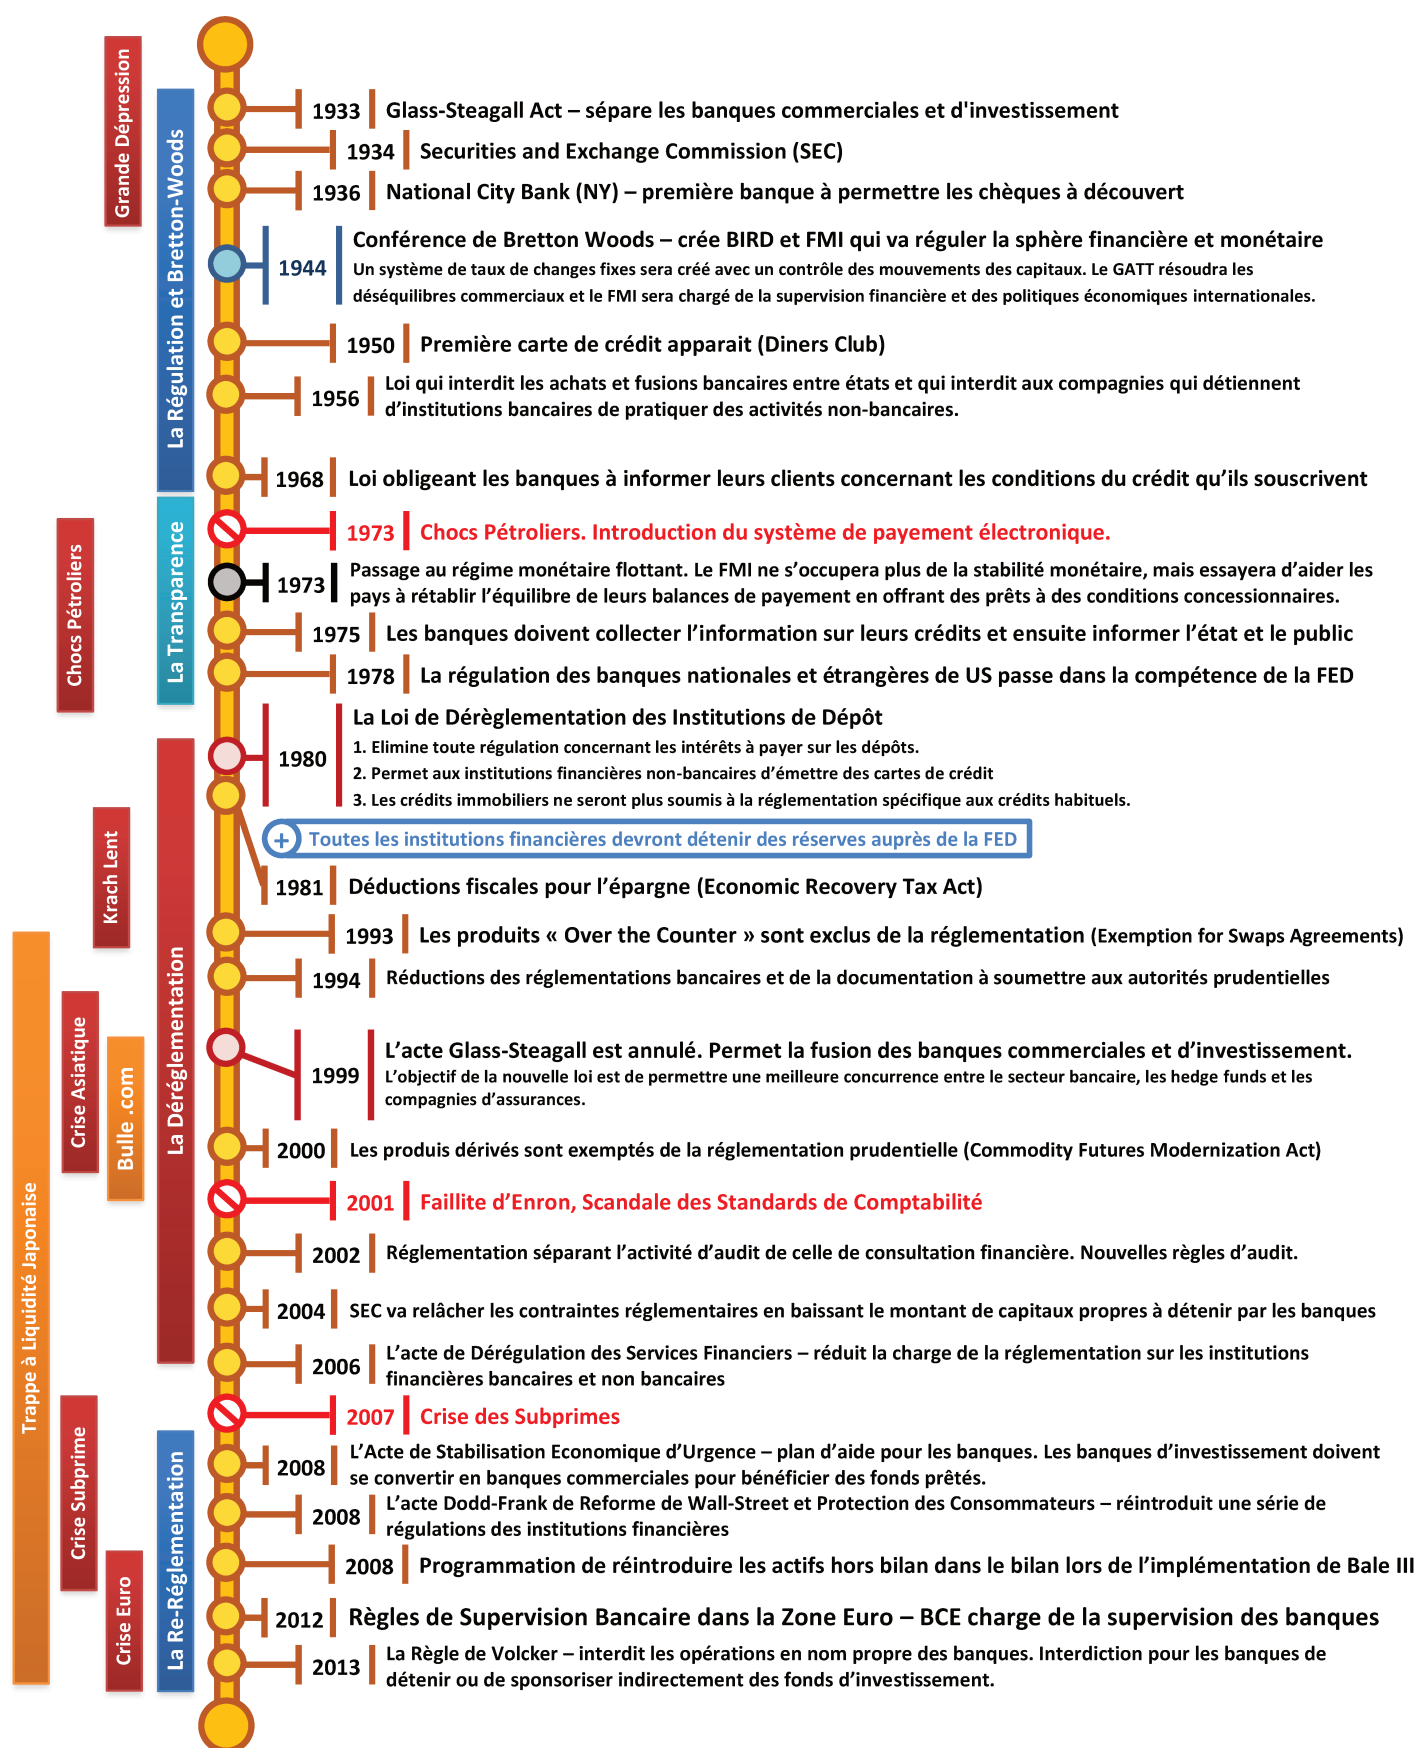 Grande Dépression
La Régulation et Bretton-Woods
1933 Glass-Steagall Act – sépare les banques commerciales et d'investissement
1934 Securities and Exchange Commission (SEC)
1936 National City Bank (NY) – première banque à permettre les chèques à découvert
1944
Conférence de Bretton Woods – crée BIRD et FMI qui va réguler la sphère financière et monétaire
Un système de taux de changes fixes sera créé avec un contrôle des mouvements des capitaux. Le GATT résoudra les
déséquilibres commerciaux et le FMI sera chargé de la supervision financière et des politiques économiques internationales.
1950 Première carte de crédit apparait (Diners Club)
1956
Loi qui interdit les achats et fusions bancaires entre états et qui interdit aux compagnies qui détiennent
d’institutions bancaires de pratiquer des activités non-bancaires.
1968 Loi obligeant les banques à informer leurs clients concernant les conditions du crédit qu’ils souscrivent
Chocs Pétroliers
La Transparence
1973 Chocs Pétroliers. Introduction du système de payement électronique.
1973
Passage au régime monétaire flottant. Le FMI ne s’occupera plus de la stabilité monétaire, mais essayera d’aider les
pays à rétablir l’équilibre de leurs balances de payement en offrant des prêts à des conditions concessionnaires.
1975 Les banques doivent collecter l’information sur leurs crédits et ensuite informer l’état et le public
1978 La régulation des banques nationales et étrangères de US passe dans la compétence de la FED
La Déréglementation
1980
La Loi de Dérèglementation des Institutions de Dépôt
1. Elimine toute régulation concernant les intérêts à payer sur les dépôts.
2. Permet aux institutions financières non-bancaires d’émettre des cartes de crédit
3. Les crédits immobiliers ne seront plus soumis à la réglementation spécifique aux crédits habituels.
+ Toutes les institutions financières devront détenir des réserves auprès de la FED
Krach Lent
1981 Déductions fiscales pour l’épargne (Economic Recovery Tax Act)
Trappe à Liquidité Japonaise
1993 Les produits « Over the Counter » sont exclus de la réglementation (Exemption for Swaps Agreements)
1994 Réductions des réglementations bancaires et de la documentation à soumettre aux autorités prudentielles
Crise Asiatique
Bulle .com
1999
L’acte Glass-Steagall est annulé. Permet la fusion des banques commerciales et d’investissement.
L’objectif de la nouvelle loi est de permettre une meilleure concurrence entre le secteur bancaire, les hedge funds et les
compagnies d’assurances.
2000 Les produis dérivés sont exemptés de la réglementation prudentielle (Commodity Futures Modernization Act)
2001 Faillite d’Enron, Scandale des Standards de Comptabilité
2002 Réglementation séparant l’activité d’audit de celle de consultation financière. Nouvelles règles d’audit.
2004 SEC va relâcher les contraintes réglementaires en baissant le montant de capitaux propres à détenir par les banques
2006
L’acte de Dérégulation des Services Financiers – réduit la charge de la réglementation sur les institutions
financières bancaires et non bancaires
Crise Subprime
2007 Crise des Subprimes
La Re-Réglementation
2008
L’Acte de Stabilisation Economique d’Urgence – plan d’aide pour les banques. Les banques d’investissement doivent
se convertir en banques commerciales pour bénéficier des fonds prêtés.
2008
L’acte Dodd-Frank de Reforme de Wall-Street et Protection des Consommateurs – réintroduit une série de
régulations des institutions financières
Crise Euro
2008 Programmation de réintroduire les actifs hors bilan dans le bilan lors de l’implémentation de Bale III
2012 Règles de Supervision Bancaire dans la Zone Euro – BCE charge de la supervision des banques
2013
La Règle de Volcker – interdit les opérations en nom propre des banques. Interdiction pour les banques de
détenir ou de sponsoriser indirectement des fonds d’investissement.